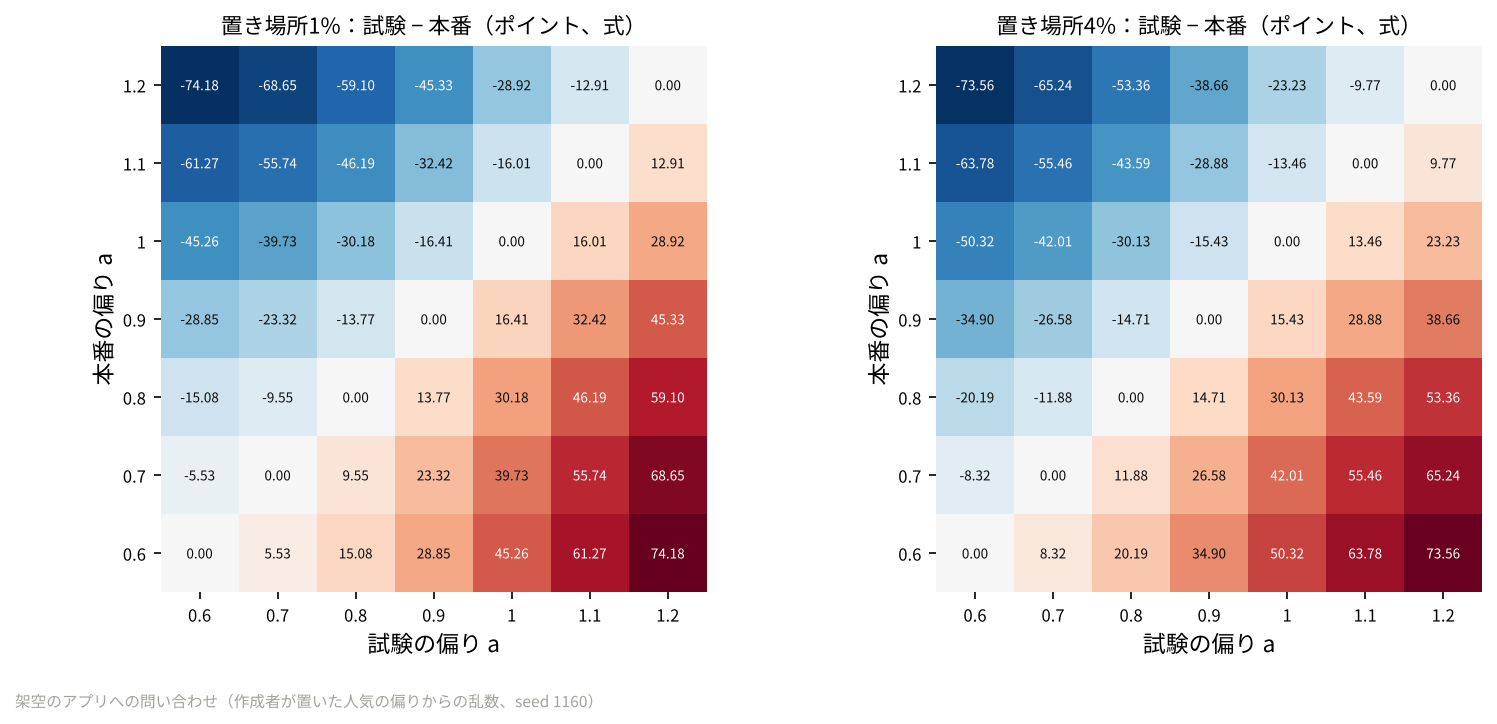 置き場所1%：試験 − 本番（ポイント、式）
本番の偏り a
1.2 -74.18 -68.65 -59.10 -45.33 -28.92 -12.91 0.00
1.1 -61.27 -55.74 -46.19 -32.42 -16.01 0.00 12.91
1 -45.26 -39.73 -30.18 -16.41 0.00 16.01 28.92
0.9 -28.85 -23.32 -13.77 0.00 16.41 32.42 45.33
0.8 -15.08 -9.55 0.00 13.77 30.18 46.19 59.10
0.7 -5.53 0.00 9.55 23.32 39.73 55.74 68.65
0.6 0.00 5.53 15.08 28.85 45.26 61.27 74.18
0.6 0.7 0.8 0.9 1 1.1 1.2
試験の偏り a
置き場所4%：試験 − 本番（ポイント、式）
本番の偏り a
1.2 -73.56 -65.24 -53.36 -38.66 -23.23 -9.77 0.00
1.1 -63.78 -55.46 -43.59 -28.88 -13.46 0.00 9.77
1 -50.32 -42.01 -30.13 -15.43 0.00 13.46 23.23
0.9 -34.90 -26.58 -14.71 0.00 15.43 28.88 38.66
0.8 -20.19 -11.88 0.00 14.71 30.13 43.59 53.36
0.7 -8.32 0.00 11.88 26.58 42.01 55.46 65.24
0.6 0.00 8.32 20.19 34.90 50.32 63.78 73.56
0.6 0.7 0.8 0.9 1 1.1 1.2
試験の偏り a
架空のアプリへの問い合わせ（作成者が置いた人気の偏りからの乱数、seed 1160）